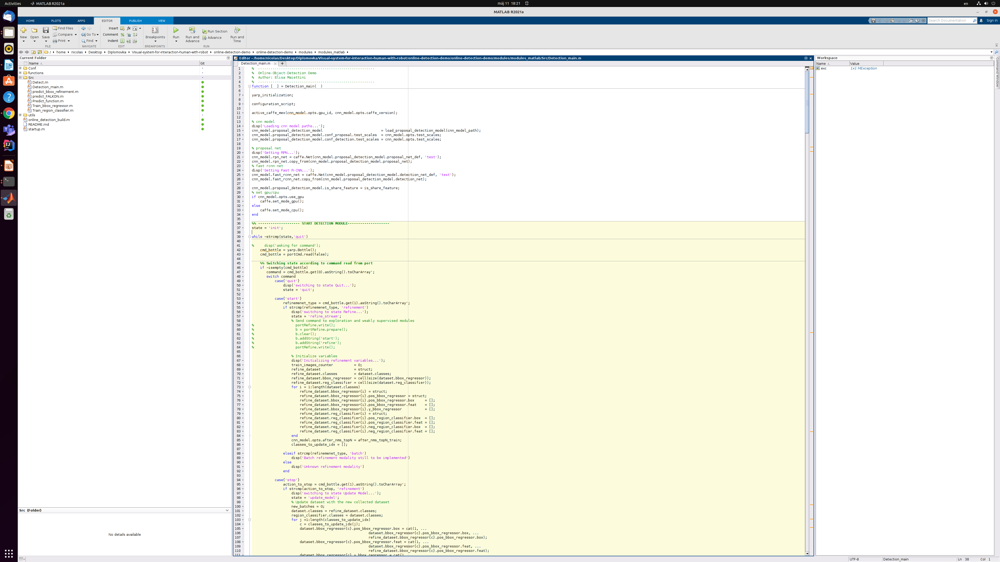 Activities MATLAB R2021a máj 11 18:21 en
MATLAB R2021a
HOME PLOTS APPS EDITOR PUBLISH VIEW Search Documentation Sign In
New Open Save Find Files Compare Print Go To Find Insert Comment Indent Breakpoints Run Run and Advance Run Section Advance Run and Time
FILE NAVIGATE EDIT BREAKPOINTS RUN
/ home nicolas Desktop Diplomovka Visual-system-for-interaction-human-with-robot online-detection-demo online-detection-demo modules modules_matlab
Current Folder
Name Git
Conf
functions
Src
Detect.m
Detection_main.m
predict_bbox_refinement.m
predict_FALKON.m
Predict_function.m
Train_bbox_regressor.m
Train_region_classifier.m
utils
online_detection_build.m
README.md
startup.m
Src (Folder)
No details available
Editor - /home/nicolas/Desktop/Diplomovka/Visual-system-for-interaction-human-with-robot/online-detection-demo/online-detection-demo/modules/modules_matlab/Src/Detection_main.m
Detection_main.m
1 % --------------------------------------------------------
2 % Online-Object-Detection Demo
3 % Author: Elisa Maiettini
4 % --------------------------------------------------------
5 function [ ] = Detection_main( )
6
7 yarp_initialization;
8
9 configuration_script;
10
11 active_caffe_mex(cnn_model.opts.gpu_id, cnn_model.opts.caffe_version);
12
13 % cnn model
14 disp('Loading cnn model paths...');
15 cnn_model.proposal_detection_model = load_proposal_detection_model(cnn_model_path);
16 cnn_model.proposal_detection_model.conf_proposal.test_scales = cnn_model.opts.test_scales;
17 cnn_model.proposal_detection_model.conf_detection.test_scales = cnn_model.opts.test_scales;
18
19 % proposal net
20 disp('Setting RPN...');
21 cnn_model.rpn_net = caffe.Net(cnn_model.proposal_detection_model.proposal_net_def, 'test');
22 cnn_model.rpn_net.copy_from(cnn_model.proposal_detection_model.proposal_net);
23 % fast rcnn net
24 disp('Setting Fast R-CNN...');
25 cnn_model.fast_rcnn_net = caffe.Net(cnn_model.proposal_detection_model.detection_net_def, 'test');
26 cnn_model.fast_rcnn_net.copy_from(cnn_model.proposal_detection_model.detection_net);
27
28 cnn_model.proposal_detection_model.is_share_feature = is_share_feature;
29 % set gpu/cpu
30 if cnn_model.opts.use_gpu
31 caffe.set_mode_gpu();
32 else
33 caffe.set_mode_cpu();
34 end
35
36 %% -------------------- START DETECTION MODULE--------------------
37 state = 'init';
38
39 while ~strcmp(state,'quit')
40
41 % disp('asking for command');
42 cmd_bottle = yarp.Bottle();
43 cmd_bottle = portCmd.read(false);
44
45 %% Switching state according to command read from port
46 if ~isempty(cmd_bottle)
47 command = cmd_bottle.get(0).asString().toCharArray';
48 switch command
49 case{'quit'}
50 disp('switching to state Quit...');
51 state = 'quit';
52
53 case{'start'}
54 refinemenet_type = cmd_bottle.get(1).asString().toCharArray';
55 if strcmp(refinemenet_type, 'refinement')
56 disp('switching to state Refine...');
57 state = 'refine_stream';
58 % Send command to exploration and weakly supervised modules
59 % portRefine.write();
60 % b = portRefine.prepare();
61 % b.clear();
62 % b.addString('start');
63 % b.addString('refine');
64 % portRefine.write();
65
66 % Initialize variables
67 disp('Initializing refinement variables...');
68 train_images_counter = 0;
69 refine_dataset = struct;
70 refine_dataset.classes = dataset.classes;
71 refine_dataset.bbox_regressor = cell(size(dataset.bbox_regressor));
72 refine_dataset.reg_classifier = cell(size(dataset.reg_classifier));
73 for i = 1:length(dataset.classes)
74 refine_dataset.bbox_regressor{i} = struct;
75 refine_dataset.bbox_regressor{i}.pos_bbox_regressor = struct;
76 refine_dataset.bbox_regressor{i}.pos_bbox_regressor.box = [];
77 refine_dataset.bbox_regressor{i}.pos_bbox_regressor.feat = [];
78 refine_dataset.bbox_regressor{i}.y_bbox_regressor = [];
79 refine_dataset.reg_classifier{i} = struct;
80 refine_dataset.reg_classifier{i}.pos_region_classifier.box = [];
81 refine_dataset.reg_classifier{i}.pos_region_classifier.feat = [];
82 refine_dataset.reg_classifier{i}.neg_region_classifier.box = [];
83 refine_dataset.reg_classifier{i}.neg_region_classifier.feat = [];
84 end
85 cnn_model.opts.after_nms_topN = after_nms_topN_train;
86 classes_to_update_idx = [];
87
88 elseif strcmp(refinemenet_type, 'batch')
89 disp('Batch refinement modality still to be implemented')
90 else
91 disp('Unknown refinement modality')
92 end
93
94 case{'stop'}
95 action_to_stop = cmd_bottle.get(1).asString().toCharArray';
96 if strcmp(action_to_stop, 'refinement')
97 disp('switching to state Update Model...');
98 state = 'update_model';
99 % Update dataset with the new collected dataset
100 new_batches = 0;
101 dataset.classes = refine_dataset.classes;
102 region_classifier.classes = dataset.classes;
103 for j =1:length(classes_to_update_idx)
104 c = classes_to_update_idx(j);
105 dataset.bbox_regressor{c}.pos_bbox_regressor.box = cat(1, ...
106 dataset.bbox_regressor{c}.pos_bbox_regressor.box, ...
107 refine_dataset.bbox_regressor{c}.pos_bbox_regressor.box);
108 dataset.bbox_regressor{c}.pos_bbox_regressor.feat = cat(1, ...
109 dataset.bbox_regressor{c}.pos_bbox_regressor.feat, ...
110 refine_dataset.bbox_regressor{c}.pos_bbox_regressor.feat);
111 dataset.bbox_regressor{c}.y_bbox_regressor = cat(1,
Workspace
Name Value
exc 1x1 MException
Command Window
UTF-8 Detection_main Ln 38 Col 1